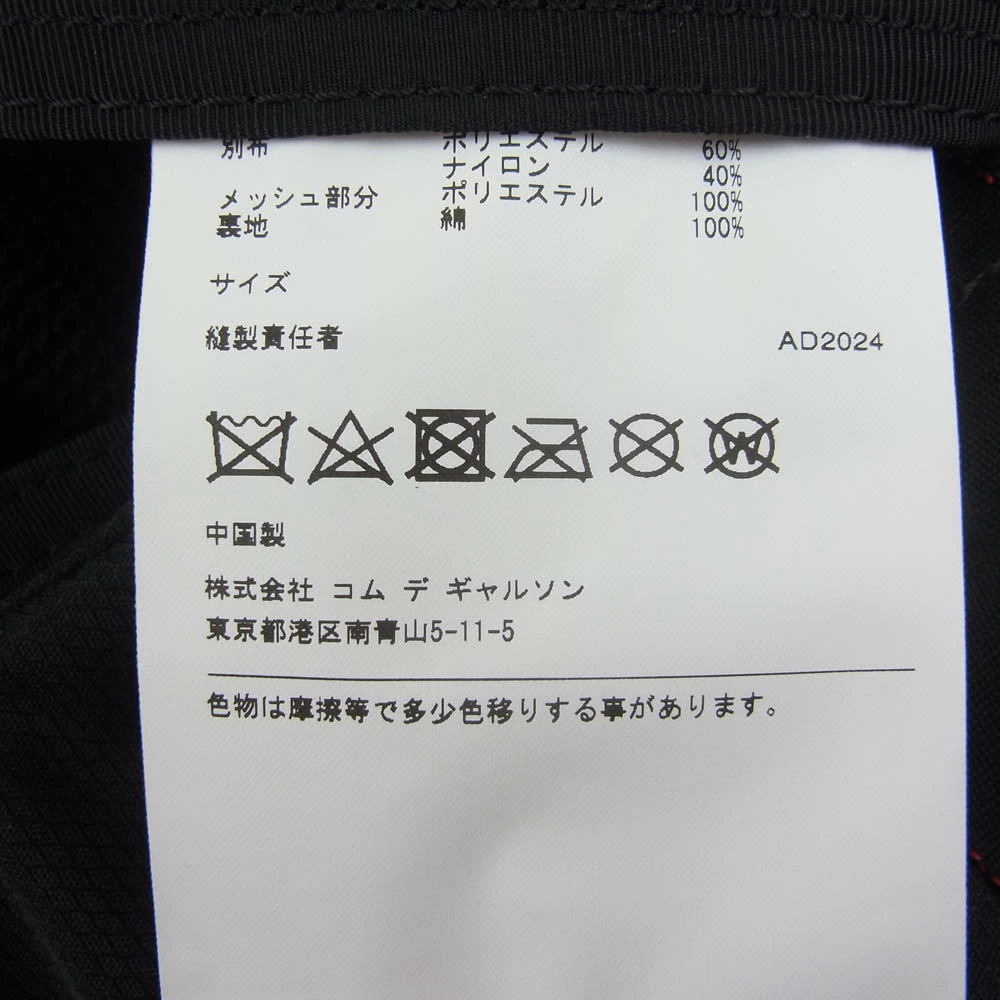 別布 ポリエステル 60%
ナイロン 40%
メッシュ部分 ポリエステル 100%
裏地 綿 100%
サイズ
縫製責任者 AD2024
W
中国製
株式会社 コム デ ギャルソン
東京都港区南青山5-11-5
色物は摩擦等で多少色移りする事があります。